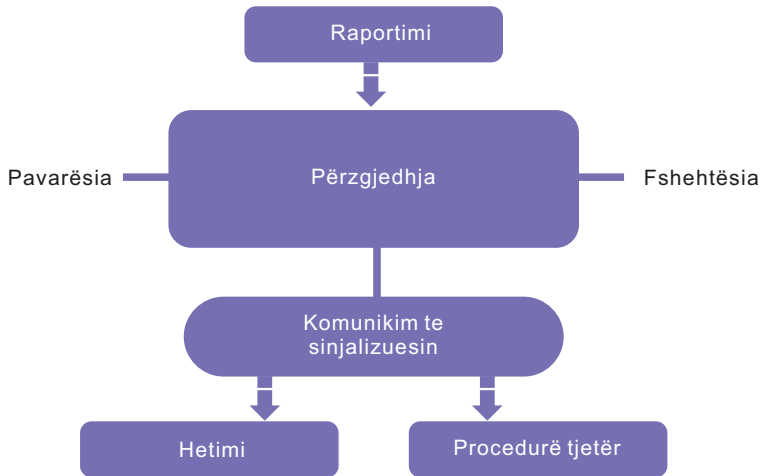 Raportimi
Pavarësia
Përzgjedhja
Fshehtësia
Komunikim te
sinjalizuesin
Hetimi
Procedurë tjetër